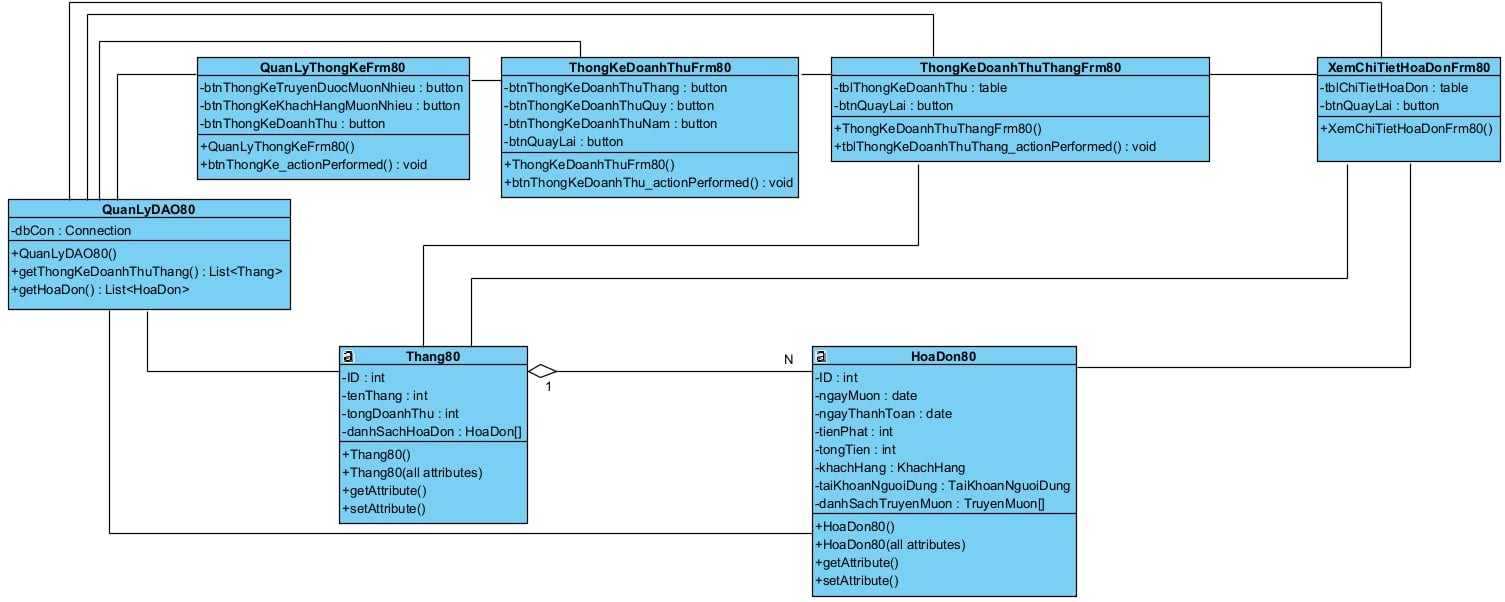 QuanLyThongKeFrm80
-btnThongKeTruyenDuocMuonNhieu : button
-btnThongKeKhachHangMuonNhieu : button
-btnThongKeDoanhThu : button
+QuanLyThongKeFrm80()
+btnThongKe_actionPerformed() : void
ThongKeDoanhThuFrm80
-btnThongKeDoanhThuThang : button
-btnThongKeDoanhThuQuy : button
-btnThongKeDoanhThuNam : button
-btnQuayLai : button
+ThongKeDoanhThuFrm80()
+btnThongKeDoanhThu_actionPerformed() : void
ThongKeDoanhThuThangFrm80
-tblThongKeDoanhThu : table
-btnQuayLai : button
+ThongKeDoanhThuThangFrm80()
+tblThongKeDoanhThuThang_actionPerformed() : void
XemChiTietHoaDonFrm80
-tblChiTietHoaDon : table
-btnQuayLai : button
+XemChiTietHoaDonFrm80()
QuanLyDAO80
-dbCon : Connection
+QuanLyDAO80()
+getThongKeDoanhThuThang() : List<Thang>
+getHoaDon() : List<HoaDon>
a Thang80
-ID : int
-tenThang : int
-tongDoanhThu : int
-danhSachHoaDon : HoaDon[]
+Thang80()
+Thang80(all attributes)
+getAttribute()
+setAttribute()
1
N
a HoaDon80
-ID : int
-ngayMuon : date
-ngayThanhToan : date
-tienPhat : int
-tongTien : int
-khachHang : KhachHang
-taiKhoanNguoiDung : TaiKhoanNguoiDung
-danhSachTruyenMuon : TruyenMuon[]
+HoaDon80()
+HoaDon80(all attributes)
+getAttribute()
+setAttribute()